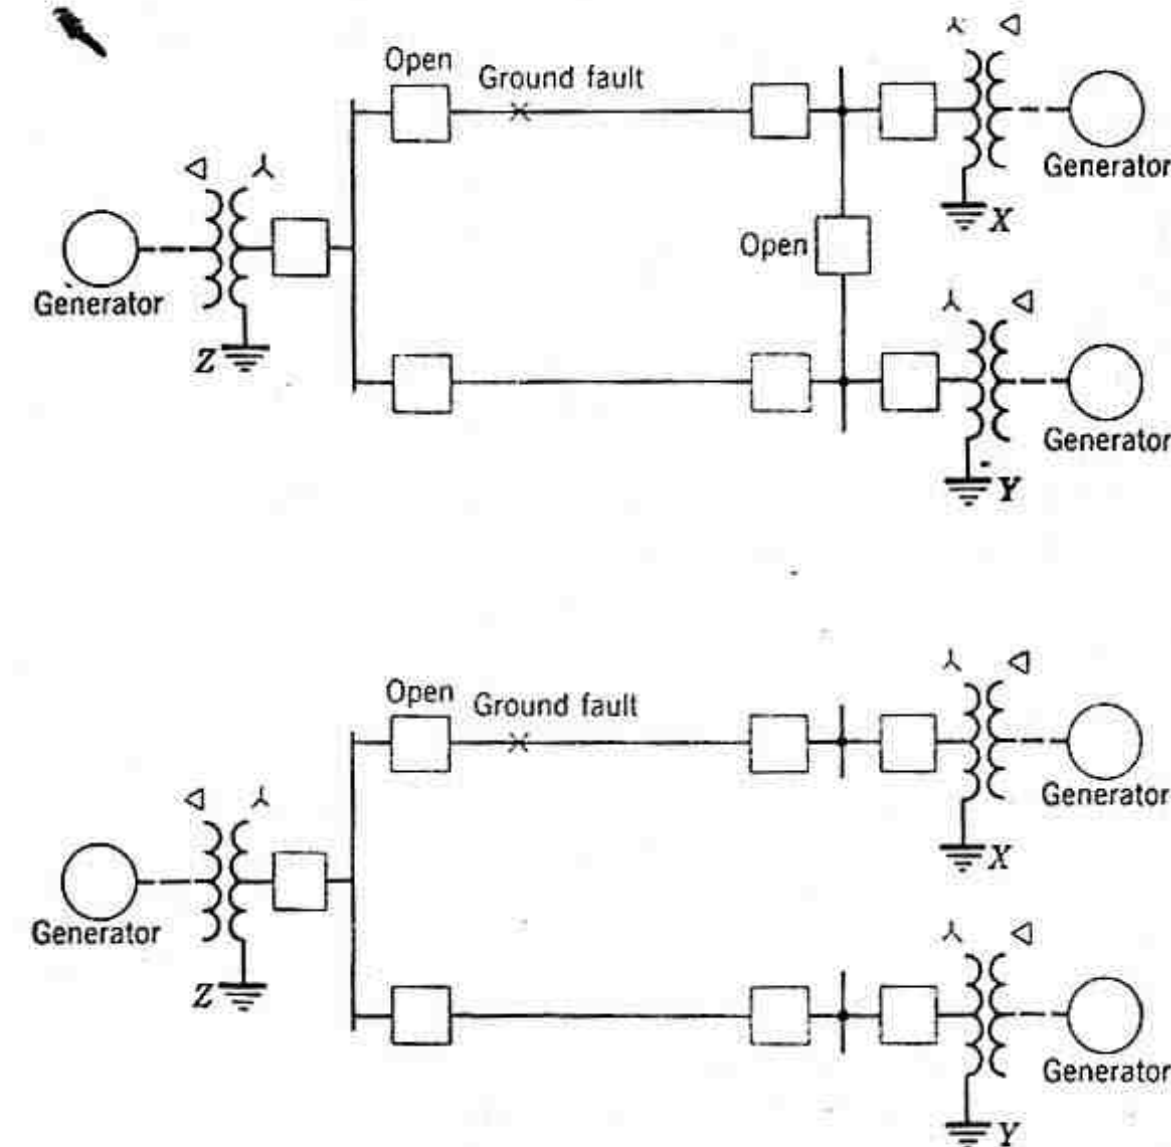 Open
Ground fault
Generator
Generator
Z
X
Open
Generator
Y
Open
Ground fault
Generator
Generator
Z
X
Generator
Y